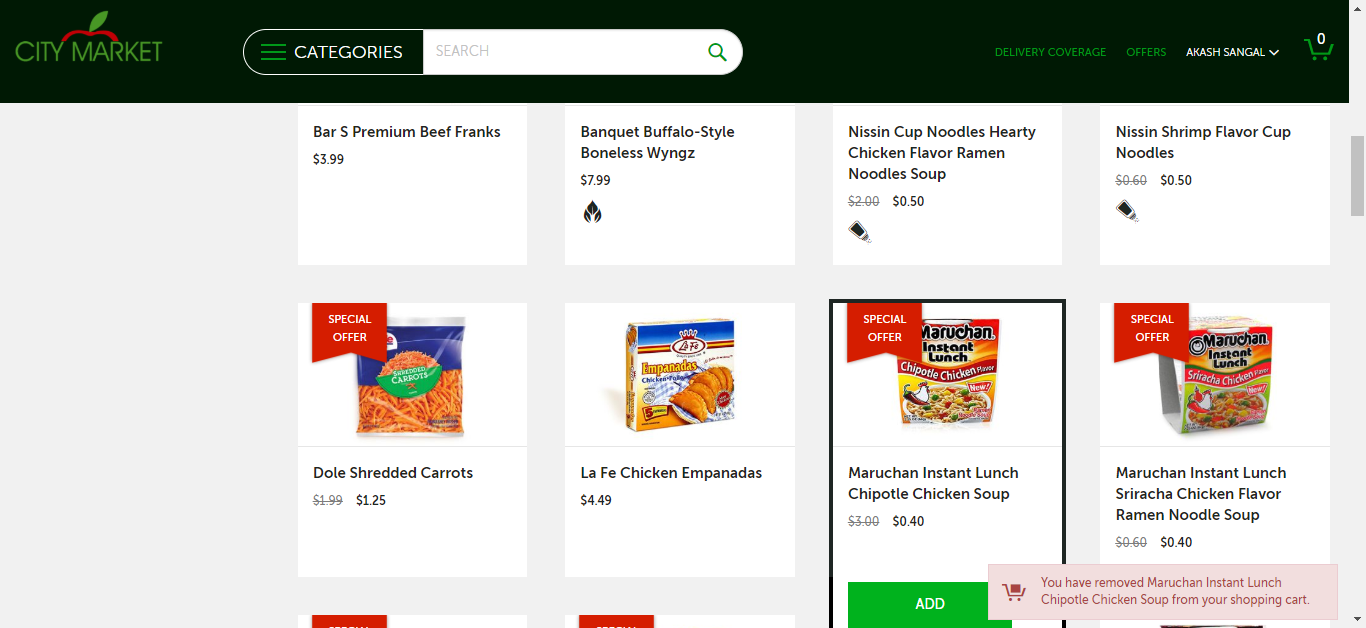 CITY MARKET
CATEGORIES
SEARCH
DELIVERY COVERAGE
OFFERS
AKASH SANGAL
0
Bar S Premium Beef Franks
$3.99
Banquet Buffalo-Style
Boneless Wyngz
$7.99
Nissin Cup Noodles Hearty
Chicken Flavor Ramen
Noodles Soup
$2.00 $0.50
Nissin Shrimp Flavor Cup
Noodles
$0.60 $0.50
SPECIAL
OFFER
SHREDDED
CARROTS
Dole Shredded Carrots
$1.99 $1.25
La Fe
Empanadas
5
La Fe Chicken Empanadas
$4.49
SPECIAL
OFFER
Maruchan.
Instant
Lunch
Chipotle Chicken Flavor
New!
Maruchan Instant Lunch
Chipotle Chicken Soup
$3.00 $0.40
ADD
SPECIAL
OFFER
Maruchan
Instant
Lunch
Sriracha Chicken Flavor
New!
Maruchan Instant Lunch
Sriracha Chicken Flavor
Ramen Noodle Soup
$0.60 $0.40
You have removed Maruchan Instant Lunch
Chipotle Chicken Soup from your shopping cart.